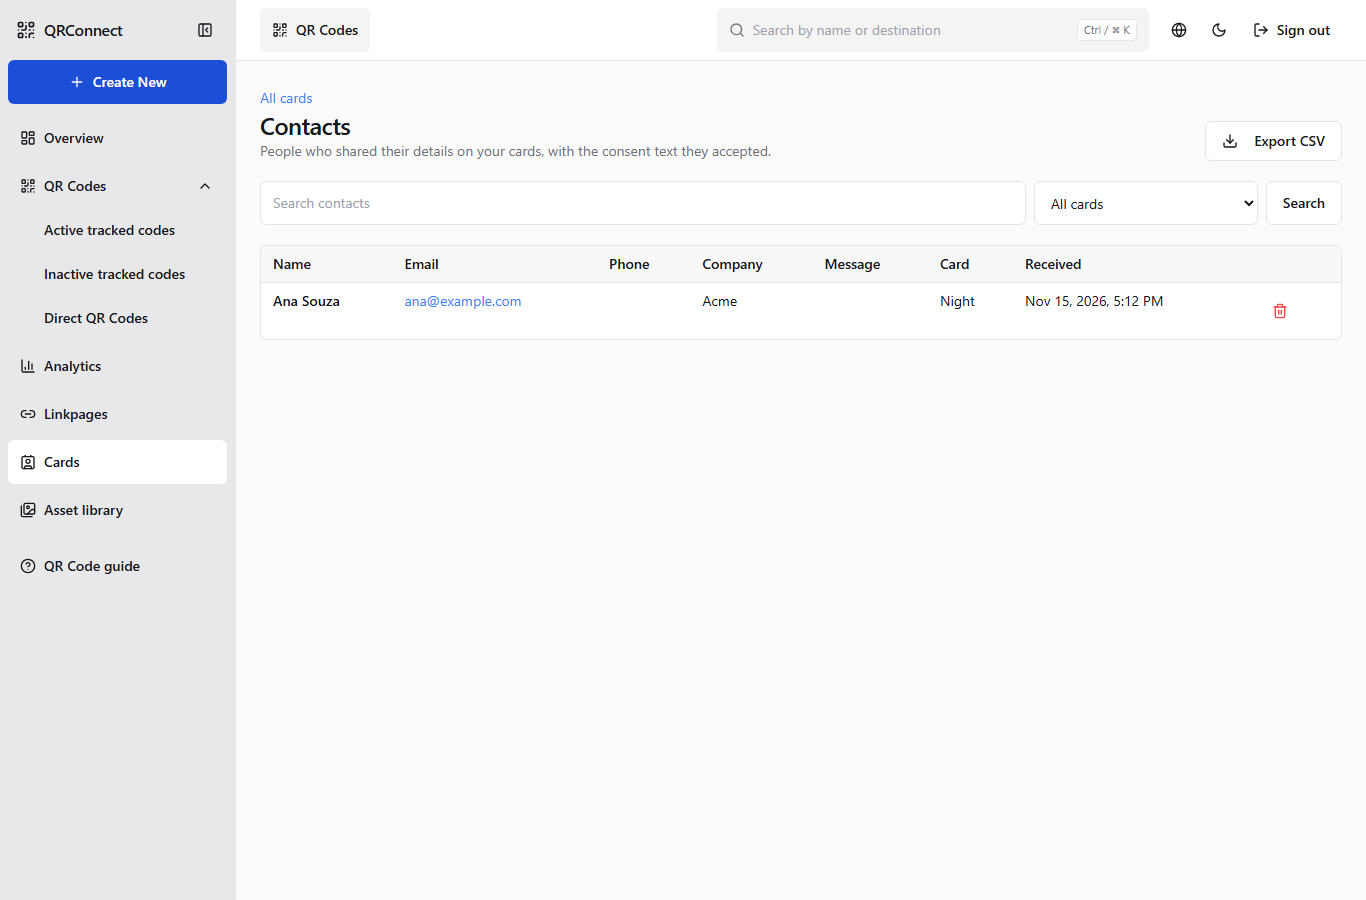 QRConnect
Create New
Overview
QR Codes
Active tracked codes
Inactive tracked codes
Direct QR Codes
Analytics
Linkpages
Cards
Asset library
QR Code guide
QR Codes
Search by name or destination
Ctrl / ⌘ K
Sign out
All cards
Contacts
People who shared their details on your cards, with the consent text they accepted.
Export CSV
Search contacts
All cards
Search
Name Email Phone Company Message Card Received
Ana Souza ana@example.com Acme Night Nov 15, 2026, 5:12 PM